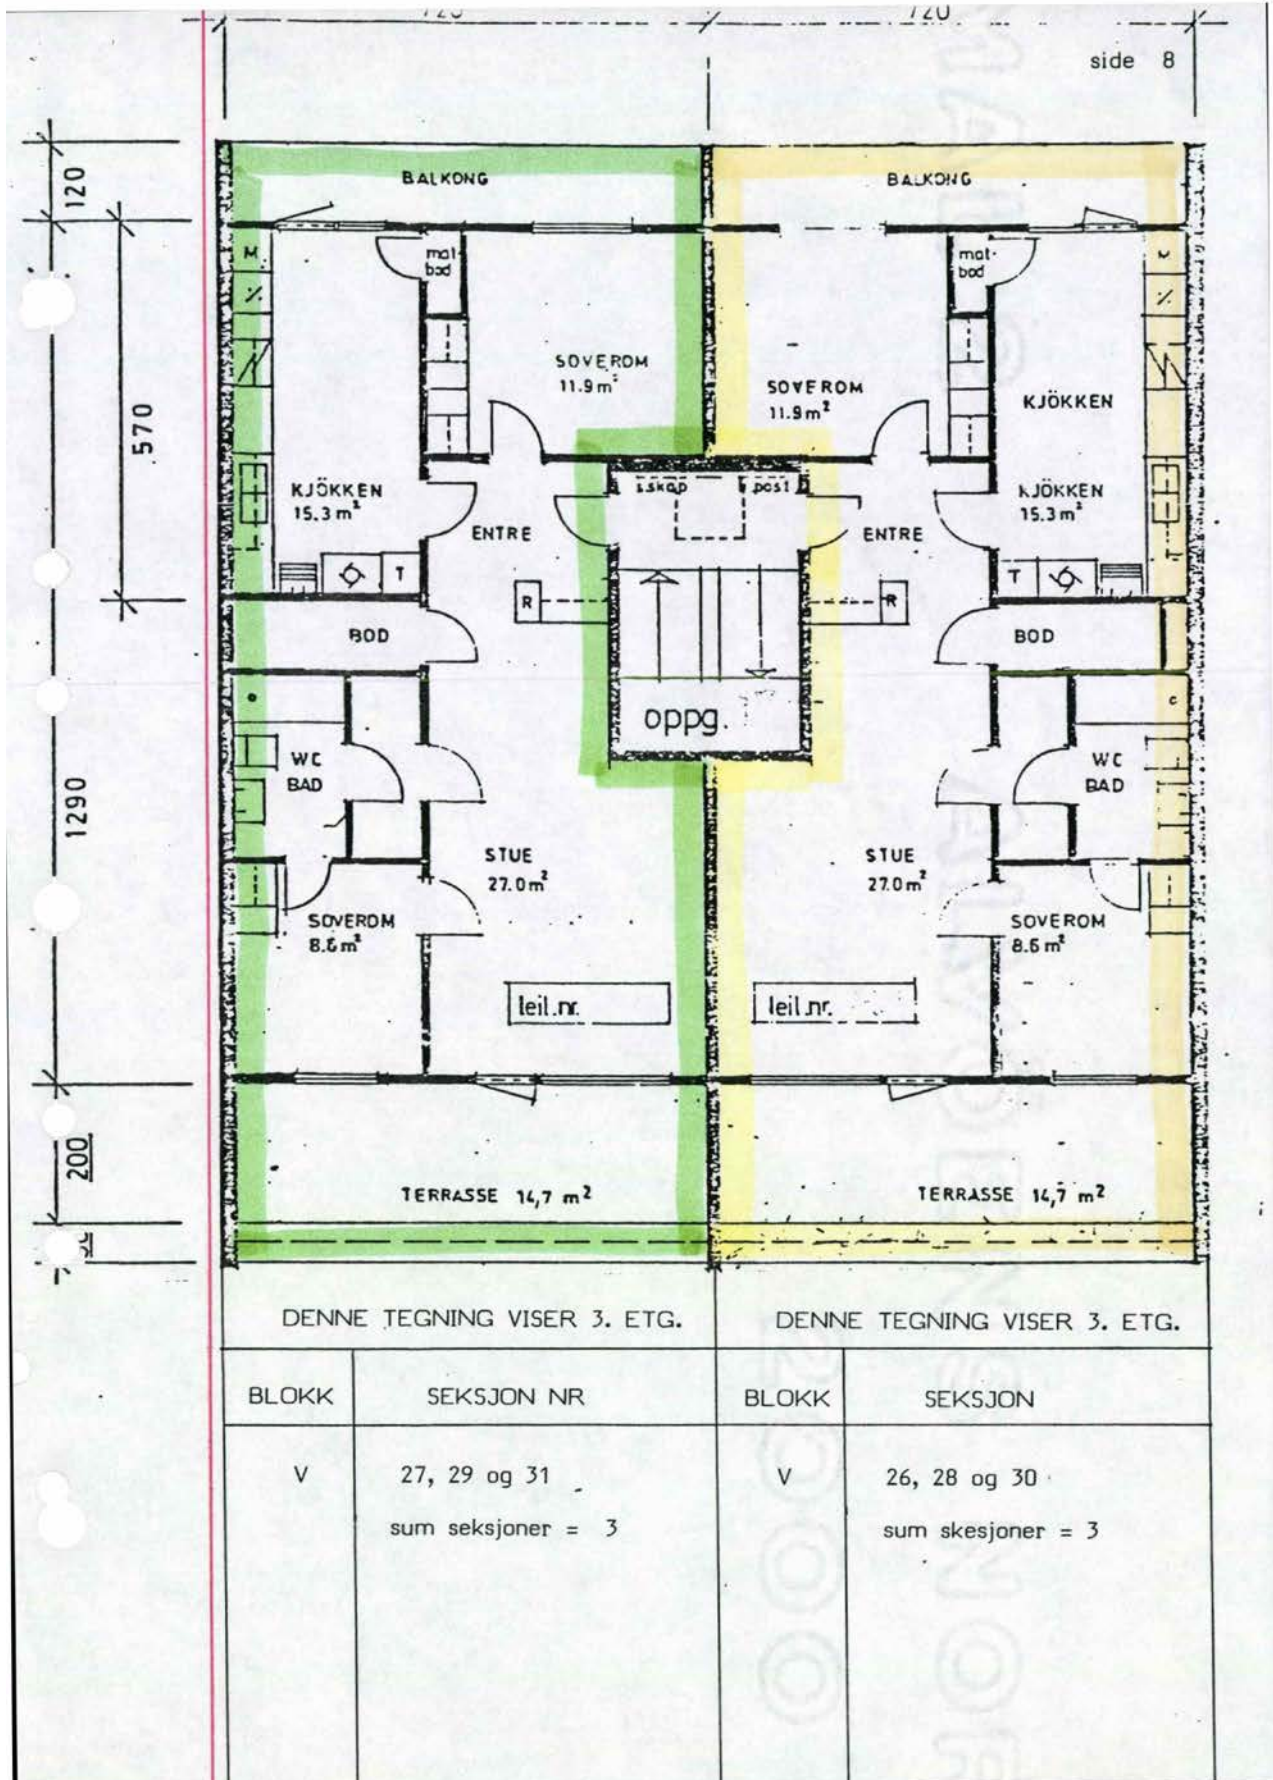 720
side 8
120
BALKONG
BALKONG
M
mat-
bod
mat-
bod
570
SOVEROM
11.9 m²
SOVEROM
11.9 m²
KJÖKKEN
KJÖKKEN
15.3 m²
s.skap
post
KJÖKKEN
15.3 m²
ENTRE
ENTRE
T
T
R
R
BOD
BOD
oppg.
1290
WC
BAD
WC
BAD
STUE
27.0 m²
STUE
27.0 m²
SOVEROM
8.6 m²
SOVEROM
8.6 m²
leil.nr.
leil.nr.
200
TERRASSE 14,7 m²
TERRASSE 14,7 m²
DENNE TEGNING VISER 3. ETG.
DENNE TEGNING VISER 3. ETG.
BLOKK
SEKSJON NR
BLOKK
SEKSJON
V
27, 29 og 31
V
26, 28 og 30
sum seksjoner = 3
sum skesjoner = 3